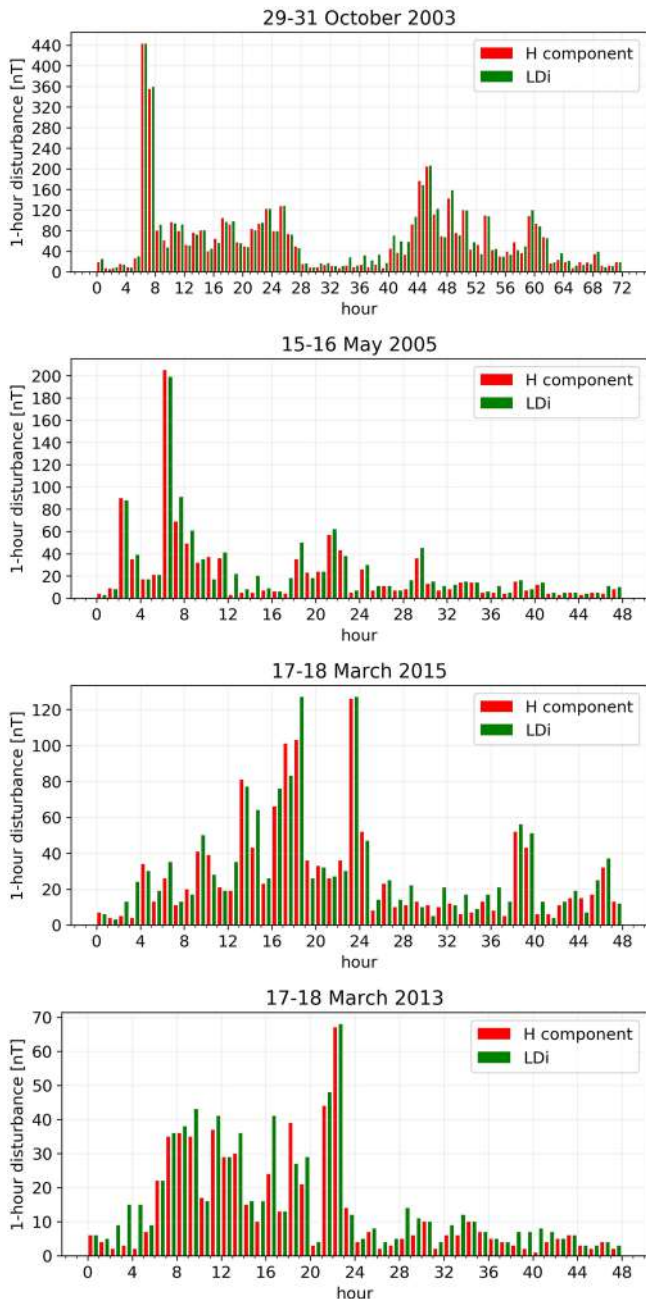 29-31 October 2003
440
400
360
320
280
240
200
160
120
80
40
0
1-hour disturbance [nT]
H component
LDi
0 4 8 12 16 20 24 28 32 36 40 44 48 52 56 60 64 68 72
hour
15-16 May 2005
200
180
160
140
120
100
80
60
40
20
0
1-hour disturbance [nT]
H component
LDi
0 4 8 12 16 20 24 28 32 36 40 44 48
hour
17-18 March 2015
120
100
80
60
40
20
0
1-hour disturbance [nT]
H component
LDi
0 4 8 12 16 20 24 28 32 36 40 44 48
hour
17-18 March 2013
70
60
50
40
30
20
10
0
1-hour disturbance [nT]
H component
LDi
0 4 8 12 16 20 24 28 32 36 40 44 48
hour